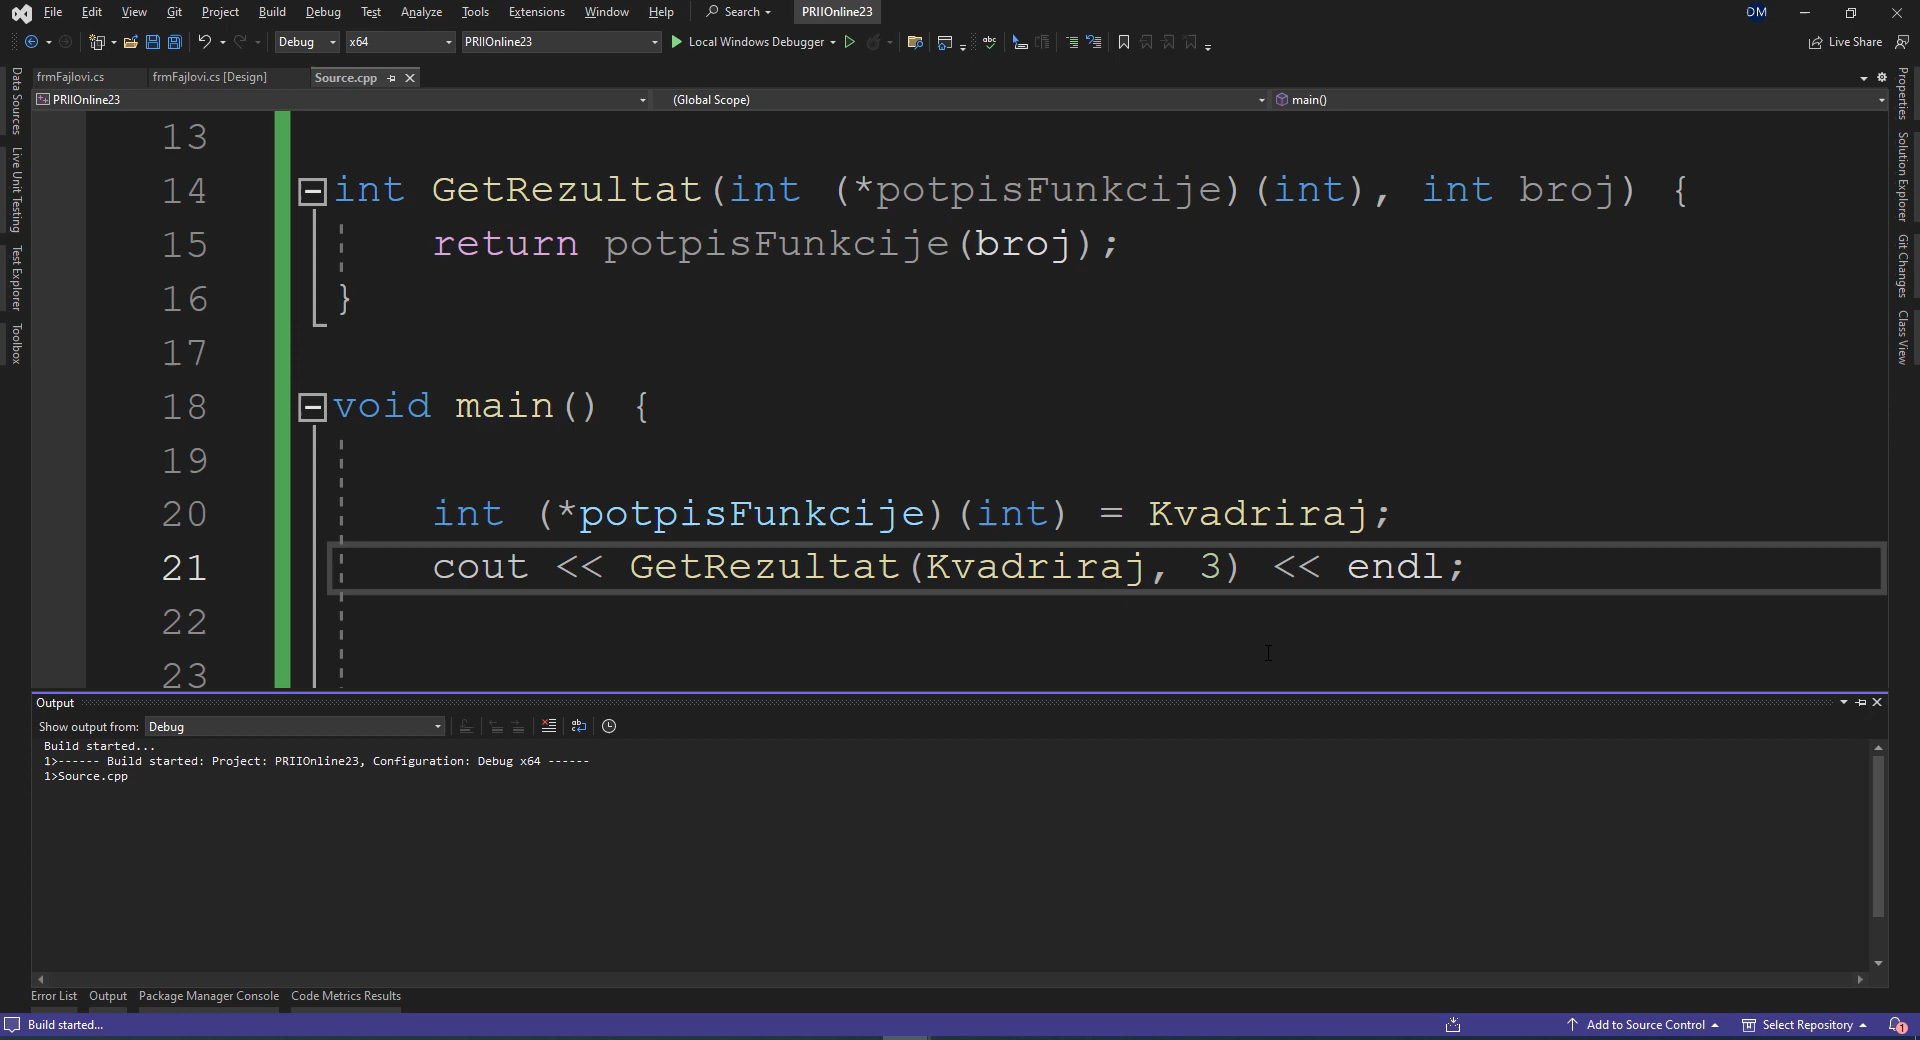 File Edit View Git Project Build Debug Test Analyze Tools Extensions Window Help Search PRIIOnline23 OM
Debug x64 PRIIOnline23 Local Windows Debugger Live Share
frmFajlovi.cs frmFajlovi.cs [Design] Source.cpp
PRIIOnline23 (Global Scope) main()
Data Sources
Live Unit Testing
Test Explorer
Toolbox
13
14 int GetRezultat(int (*potpisFunkcije)(int), int broj) {
15 return potpisFunkcije(broj);
16 }
17
18 void main() {
19
20 int (*potpisFunkcije)(int) = Kvadriraj;
21 cout << GetRezultat(Kvadriraj, 3) << endl;
22
23
Properties
Solution Explorer
Git Changes
Class View
Output
Show output from: Debug
Build started...
1>------ Build started: Project: PRIIOnline23, Configuration: Debug x64 ------
1>Source.cpp
Error List Output Package Manager Console Code Metrics Results
Build started... Add to Source Control Select Repository 1